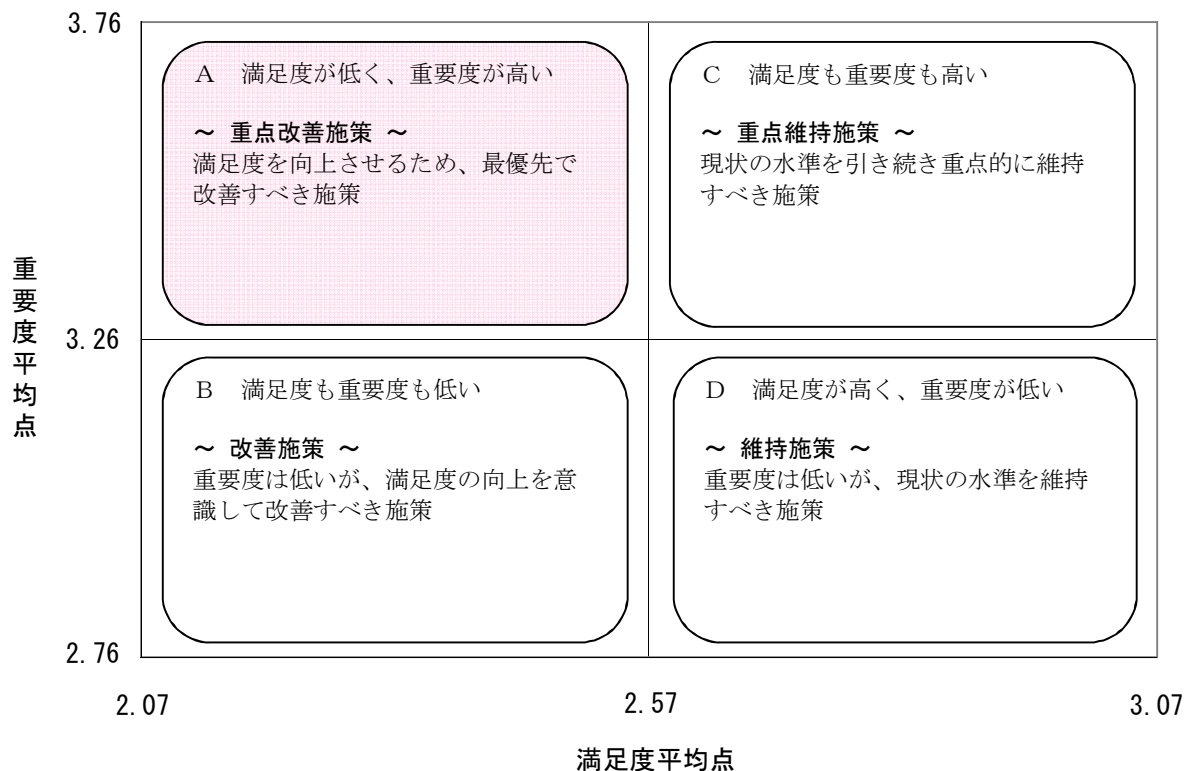 3.76
A　満足度が低く、重要度が高い
～ 重点改善施策 ～
満足度を向上させるため、最優先で
改善すべき施策
C　満足度も重要度も高い
～ 重点維持施策 ～
現状の水準を引き続き重点的に維持
すべき施策
重要度平均点
3.26
B　満足度も重要度も低い
～ 改善施策 ～
重要度は低いが、満足度の向上を意
識して改善すべき施策
D　満足度が高く、重要度が低い
～ 維持施策 ～
重要度は低いが、現状の水準を維持
すべき施策
2.76
2.07
2.57
3.07
満足度平均点